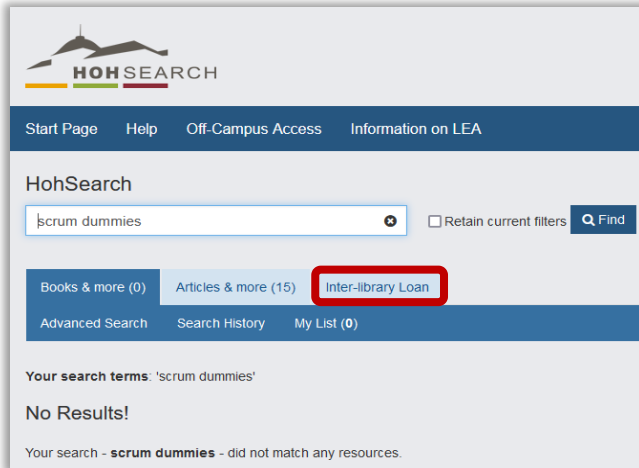 HOHSEARCH
Start Page Help Off-Campus Access Information on LEA
HohSearch
scrum dummies Retain current filters Find
Books & more (0) Articles & more (15) Inter-library Loan
Advanced Search Search History My List (0)
Your search terms: 'scrum dummies'
No Results!
Your search - scrum dummies - did not match any resources.